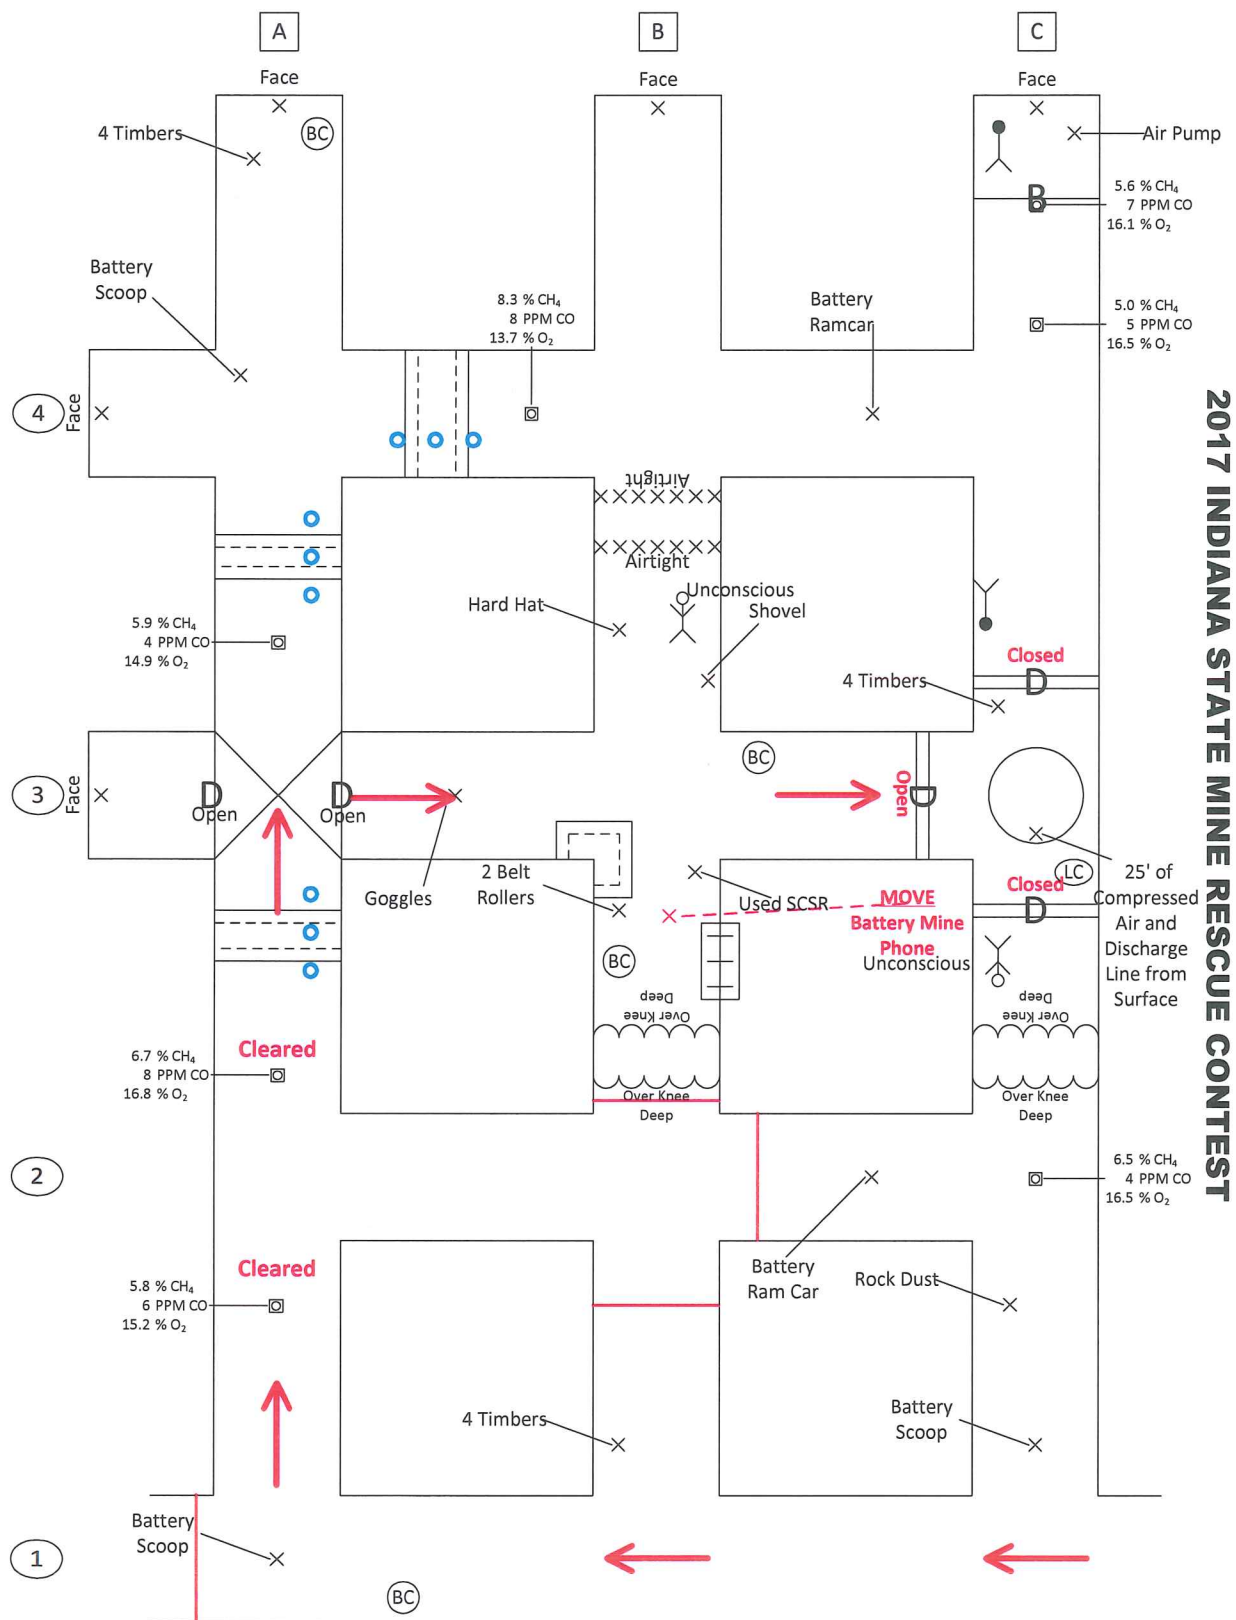 A
B
C
Face
Face
Face
4 Timbers
BC
Air Pump
B
5.6 % CH₄
7 PPM CO
16.1 % O₂
Battery
Scoop
8.3 % CH₄
8 PPM CO
13.7 % O₂
Battery
Ramcar
5.0 % CH₄
5 PPM CO
16.5 % O₂
4
Face
Airtight
Airtight
Unconscious
Hard Hat
Shovel
5.9 % CH₄
4 PPM CO
14.9 % O₂
Closed
D
4 Timbers
BC
3
Face
D
Open
D
Open
Open
D
Goggles
2 Belt
Rollers
Used SCSR
MOVE
Battery Mine
Phone
Closed
D
LC
25' of
Compressed
Air and
Discharge
Line from
Surface
BC
Unconscious
Over Knee
Deep
Over Knee
Deep
6.7 % CH₄
8 PPM CO
16.8 % O₂
Cleared
Over Knee
Deep
Over Knee
Deep
2
6.5 % CH₄
4 PPM CO
16.5 % O₂
Battery
Ram Car
Rock Dust
5.8 % CH₄
6 PPM CO
15.2 % O₂
Cleared
4 Timbers
Battery
Scoop
1
Battery
Scoop
BC
2017 INDIANA STATE MINE RESCUE CONTEST